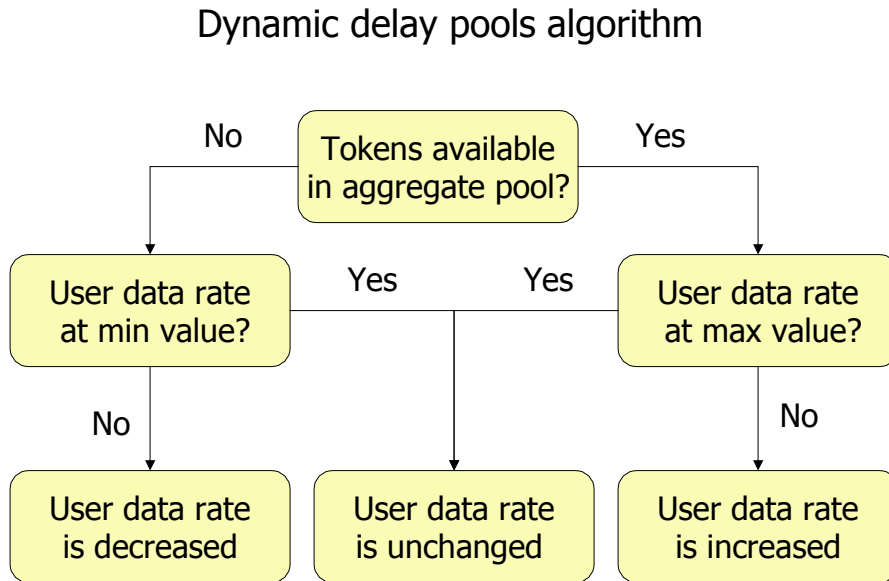 Dynamic delay pools algorithm
No
Tokens available
in aggregate pool?
Yes
User data rate
at min value?
Yes
Yes
User data rate
at max value?
No
No
User data rate
is decreased
User data rate
is unchanged
User data rate
is increased